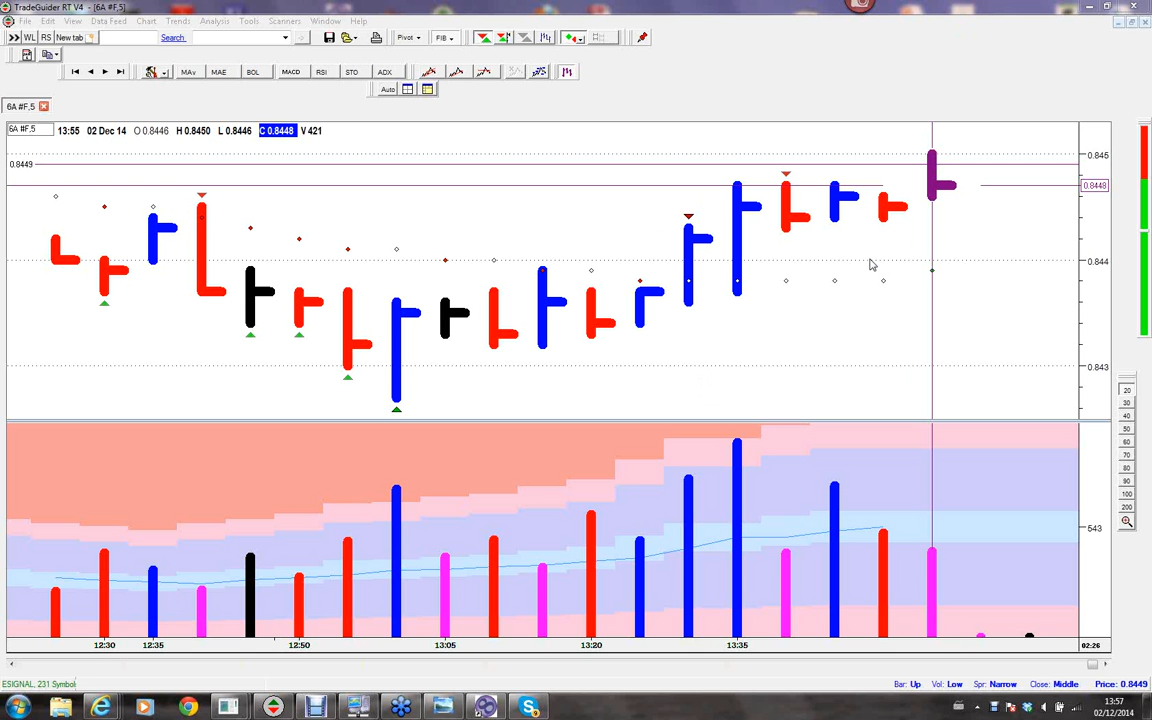 TradeGuider RT V4 - [6A #F,5]
File Edit View Data Feed Chart Trends Analysis Tools Scanners Window Help
WL RS New tab Search Pivot FIB
MAv MAE BOL MACD RSI STO ADX
Auto
6A #F,5
6A #F,5 13:55 02 Dec 14 O 0.8446 H 0.8450 L 0.8446 C 0.8448 V 421
0.845
0.8449
0.8448
0.844
0.843
20
30
40
50
60
70
80
90
100
200
543
12:30 12:35 12:50 13:05 13:20 13:35 02:26
ESIGNAL, 231 Symbol Bar: Up Vol: Low Spr: Narrow Close: Middle Price: 0.8449
13:57
02/12/2014